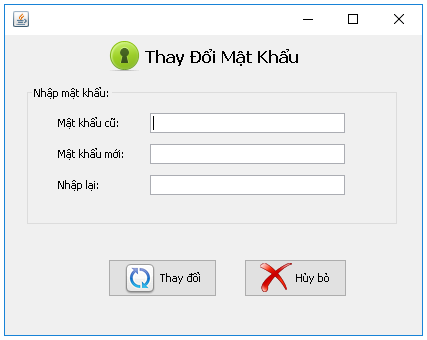 Thay Đổi Mật Khẩu
Nhập mật khẩu:
Mật khẩu cũ:
Mật khẩu mới:
Nhập lại:
Thay đổi
Hủy bỏ